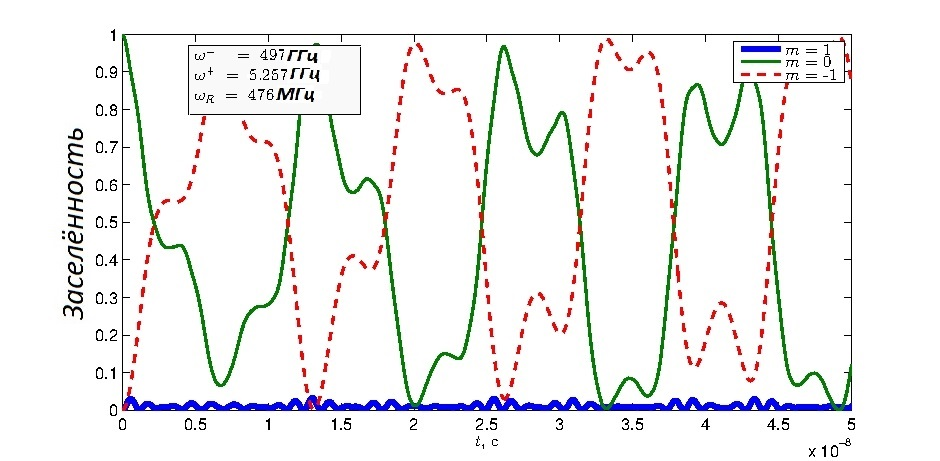 ω⁻ = 497ГГц
ω⁺ = 5.257ГГц
ω_R = 476МГц
m = 1
m = 0
m = -1
Заселённость
1
0.9
0.8
0.7
0.6
0.5
0.4
0.3
0.2
0.1
0
0 0.5 1 1.5 2 2.5 3 3.5 4 4.5 5
t, с
x 10⁻⁸